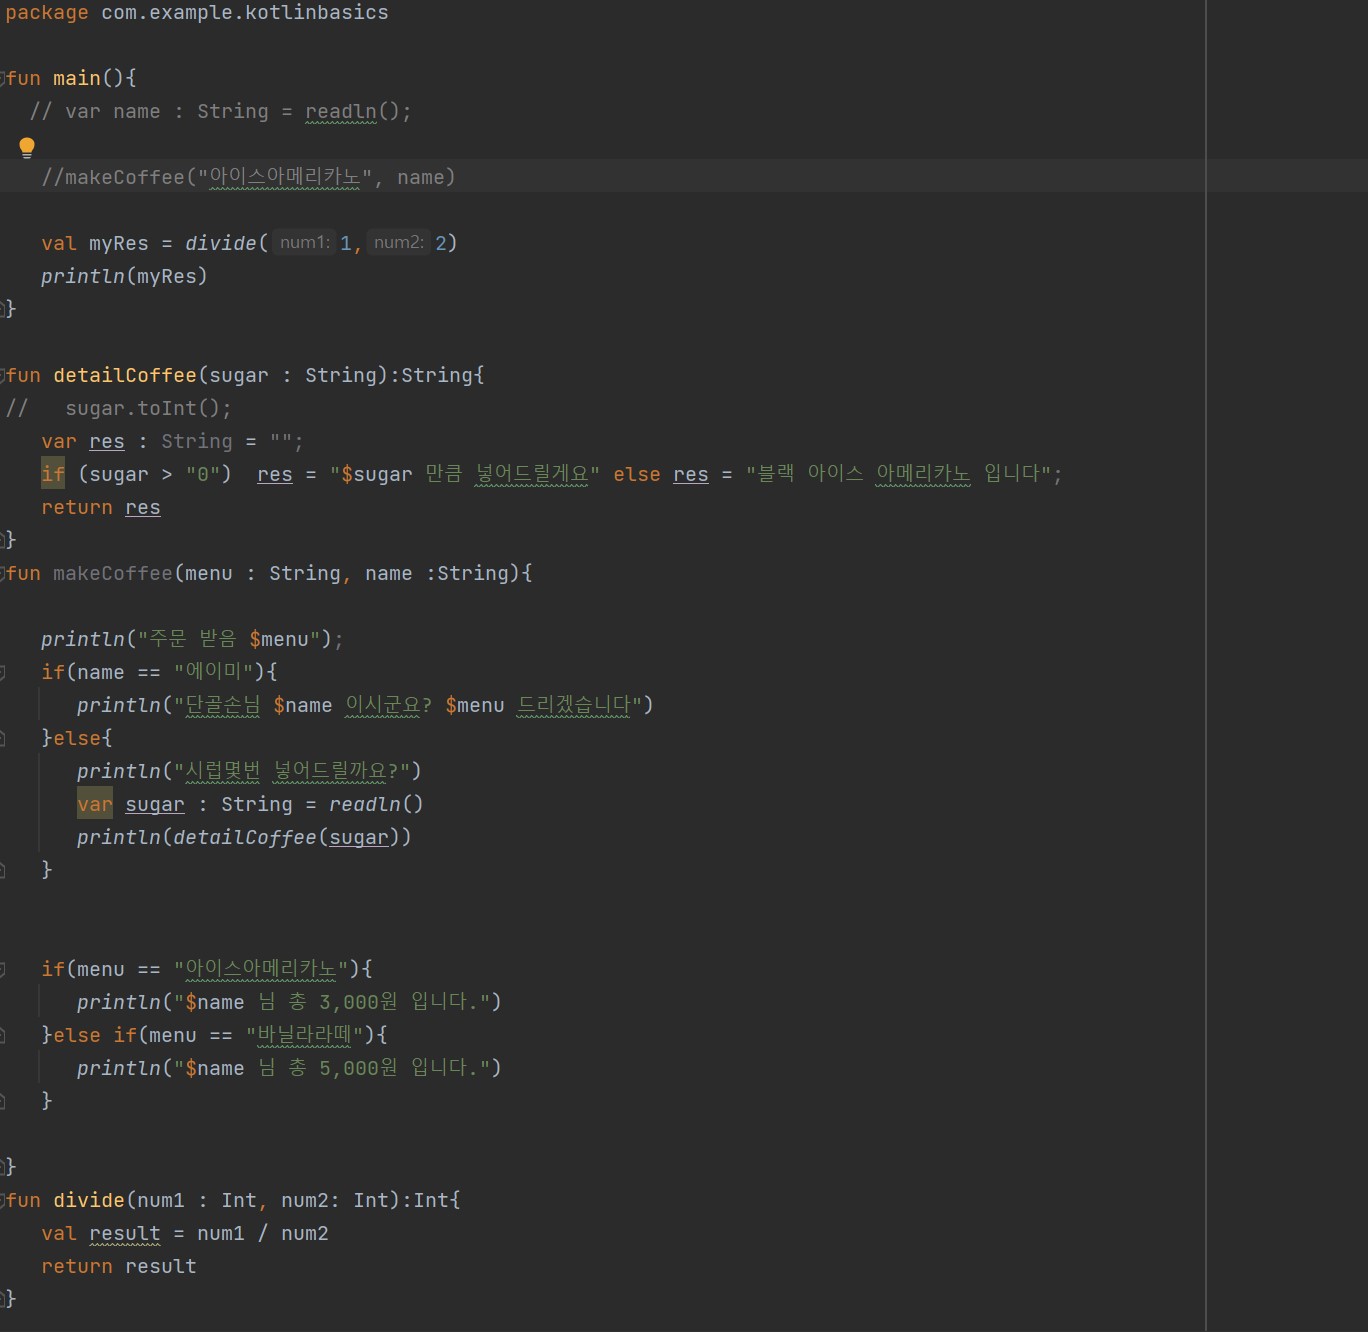 package com.example.kotlinbasics
fun main(){
// var name : String = readln();
//makeCoffee("아이스아메리카노", name)
val myRes = divide( num1: 1, num2: 2)
println(myRes)
}
fun detailCoffee(sugar : String):String{
//   sugar.toInt();
var res : String = "";
if (sugar > "0")  res = "$sugar 만큼 넣어드릴게요" else res = "블랙 아이스 아메리카노 입니다";
return res
}
fun makeCoffee(menu : String, name :String){
println("주문 받음 $menu");
if(name == "에이미"){
println("단골손님 $name 이시군요? $menu 드리겠습니다")
}else{
println("시럽몇번 넣어드릴까요?")
var sugar : String = readln()
println(detailCoffee(sugar))
}
if(menu == "아이스아메리카노"){
println("$name 님 총 3,000원 입니다.")
}else if(menu == "바닐라라떼"){
println("$name 님 총 5,000원 입니다.")
}
}
fun divide(num1 : Int, num2: Int):Int{
val result = num1 / num2
return result
}